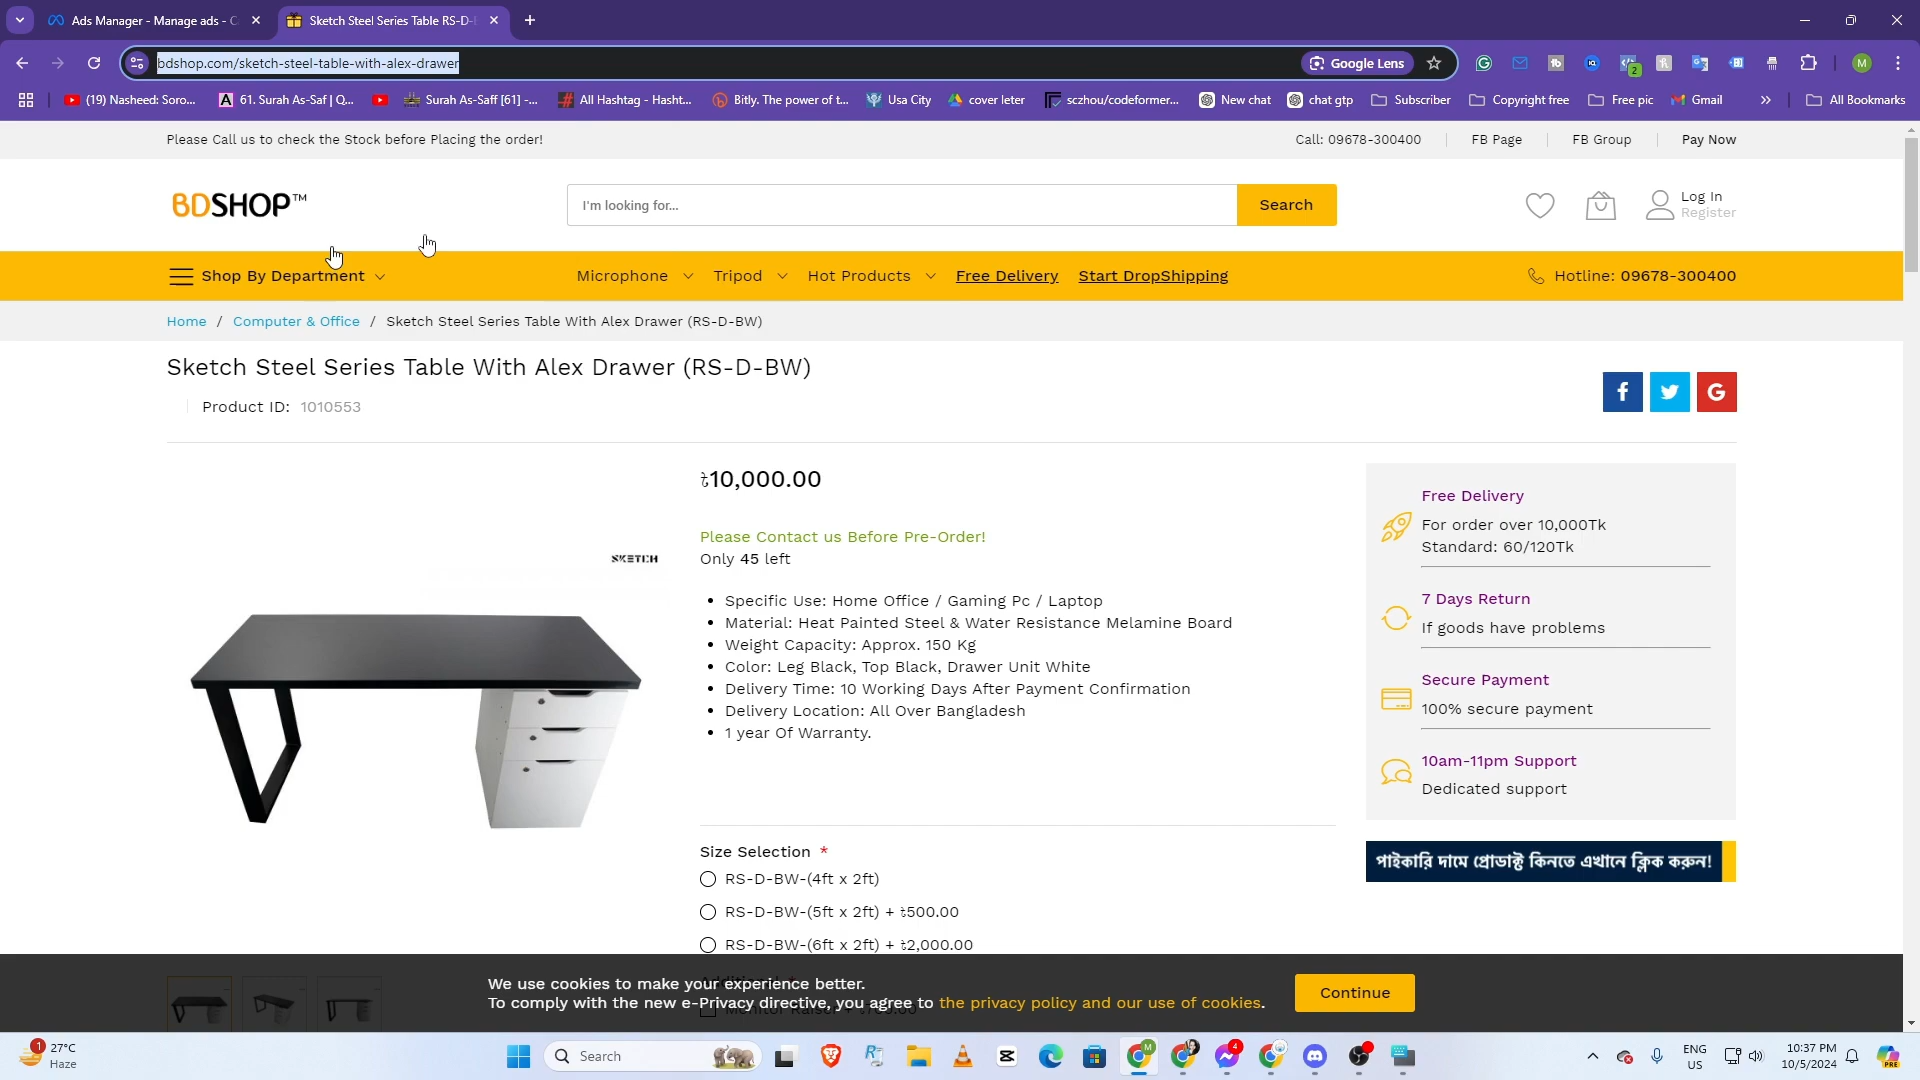 Ads Manager - Manage ads - C
Sketch Steel Series Table RS-D-B
bdshop.com/sketch-steel-table-with-alex-drawer
Google Lens
2
M
(19) Nasheed: Soro...
61. Surah As-Saf | Q...
Surah As-Saff [61] -...
All Hashtag - Hasht...
Bitly. The power of t...
Usa City
cover leter
sczhou/codeformer...
New chat
chat gtp
Subscriber
Copyright free
Free pic
Gmail
All Bookmarks
Please Call us to check the Stock before Placing the order!
Call: 09678-300400
FB Page
FB Group
Pay Now
BDSHOP™
I'm looking for...
Search
Log In
Register
Shop By Department
Microphone
Tripod
Hot Products
Free Delivery
Start DropShipping
Hotline: 09678-300400
Home / Computer & Office / Sketch Steel Series Table With Alex Drawer (RS-D-BW)
Sketch Steel Series Table With Alex Drawer (RS-D-BW)
Product ID: 1010553
SKETCH
৳10,000.00
Please Contact us Before Pre-Order!
Only 45 left
Specific Use: Home Office / Gaming Pc / Laptop
Material: Heat Painted Steel & Water Resistance Melamine Board
Weight Capacity: Approx. 150 Kg
Color: Leg Black, Top Black, Drawer Unit White
Delivery Time: 10 Working Days After Payment Confirmation
Delivery Location: All Over Bangladesh
1 year Of Warranty.
Size Selection *
RS-D-BW-(4ft x 2ft)
RS-D-BW-(5ft x 2ft) + ৳500.00
RS-D-BW-(6ft x 2ft) + ৳2,000.00
Free Delivery
For order over 10,000Tk
Standard: 60/120Tk
7 Days Return
If goods have problems
Secure Payment
100% secure payment
10am-11pm Support
Dedicated support
পাইকারি দামে প্রোডাক্ট কিনতে এখানে ক্লিক করুন!
We use cookies to make your experience better.
To comply with the new e-Privacy directive, you agree to the privacy policy and our use of cookies.
Continue
1
27°C
Haze
Search
4
ENG
US
10:37 PM
10/5/2024